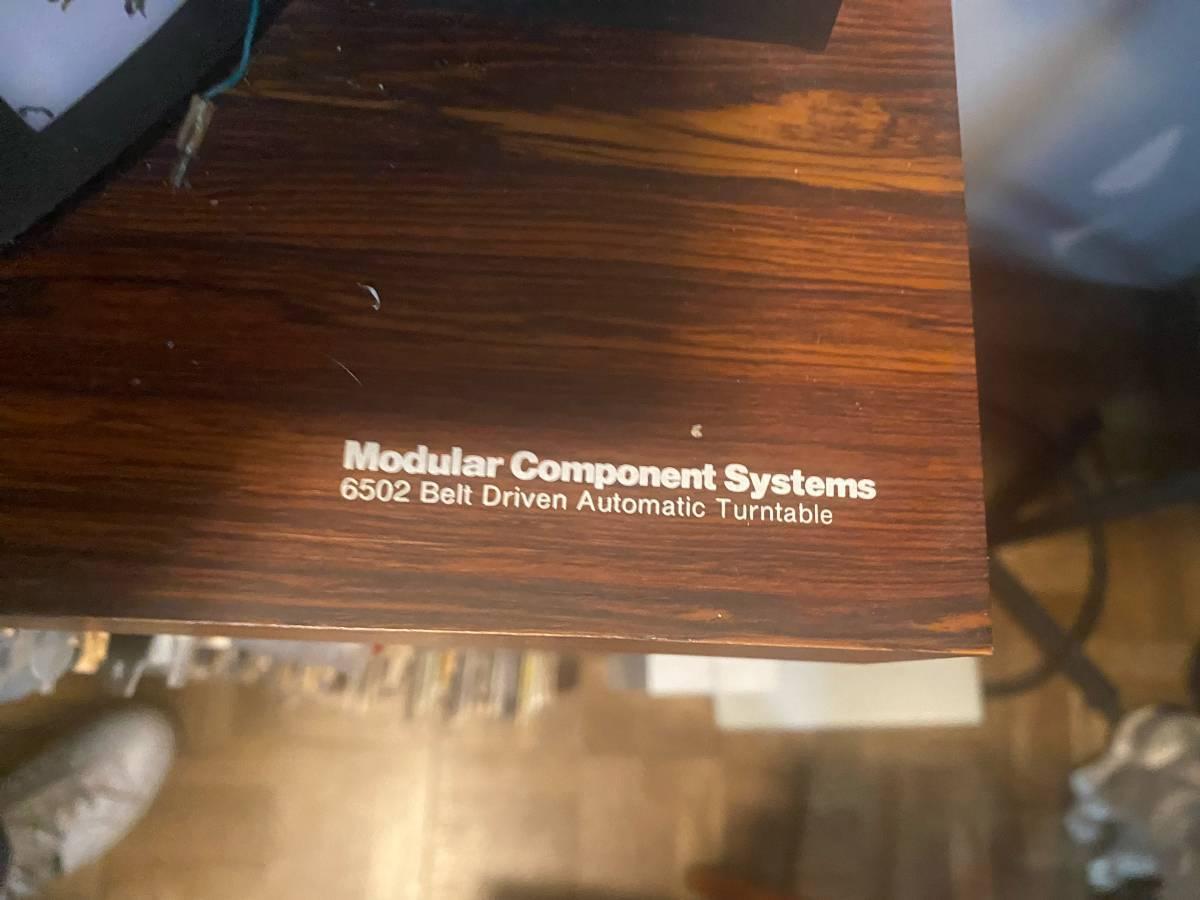 Modular Component Systems
6502 Belt Driven Automatic Turntable